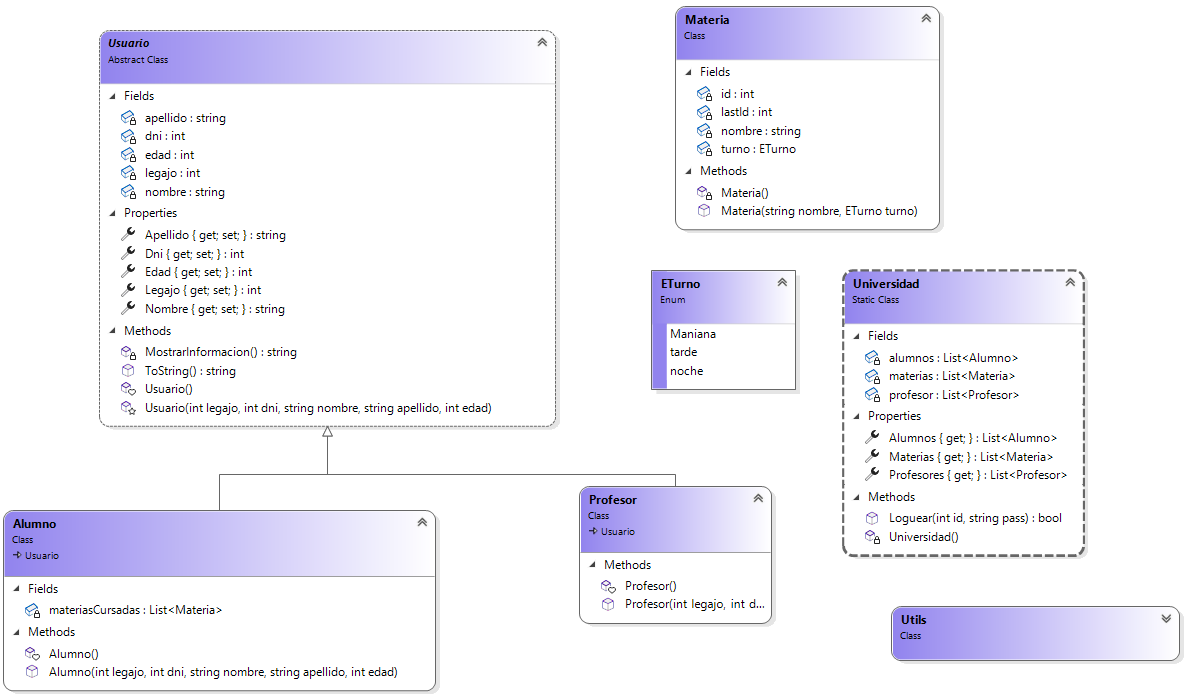 Usuario
Abstract Class
Fields
apellido : string
dni : int
edad : int
legajo : int
nombre : string
Properties
Apellido { get; set; } : string
Dni { get; set; } : int
Edad { get; set; } : int
Legajo { get; set; } : int
Nombre { get; set; } : string
Methods
MostrarInformacion() : string
ToString() : string
Usuario()
Usuario(int legajo, int dni, string nombre, string apellido, int edad)
Materia
Class
Fields
id : int
lastId : int
nombre : string
turno : ETurno
Methods
Materia()
Materia(string nombre, ETurno turno)
ETurno
Enum
Maniana
tarde
noche
Universidad
Static Class
Fields
alumnos : List<Alumno>
materias : List<Materia>
profesor : List<Profesor>
Properties
Alumnos { get; } : List<Alumno>
Materias { get; } : List<Materia>
Profesores { get; } : List<Profesor>
Methods
Loguear(int id, string pass) : bool
Universidad()
Alumno
Class
Usuario
Fields
materiasCursadas : List<Materia>
Methods
Alumno()
Alumno(int legajo, int dni, string nombre, string apellido, int edad)
Profesor
Class
Usuario
Methods
Profesor()
Profesor(int legajo, int d...
Utils
Class